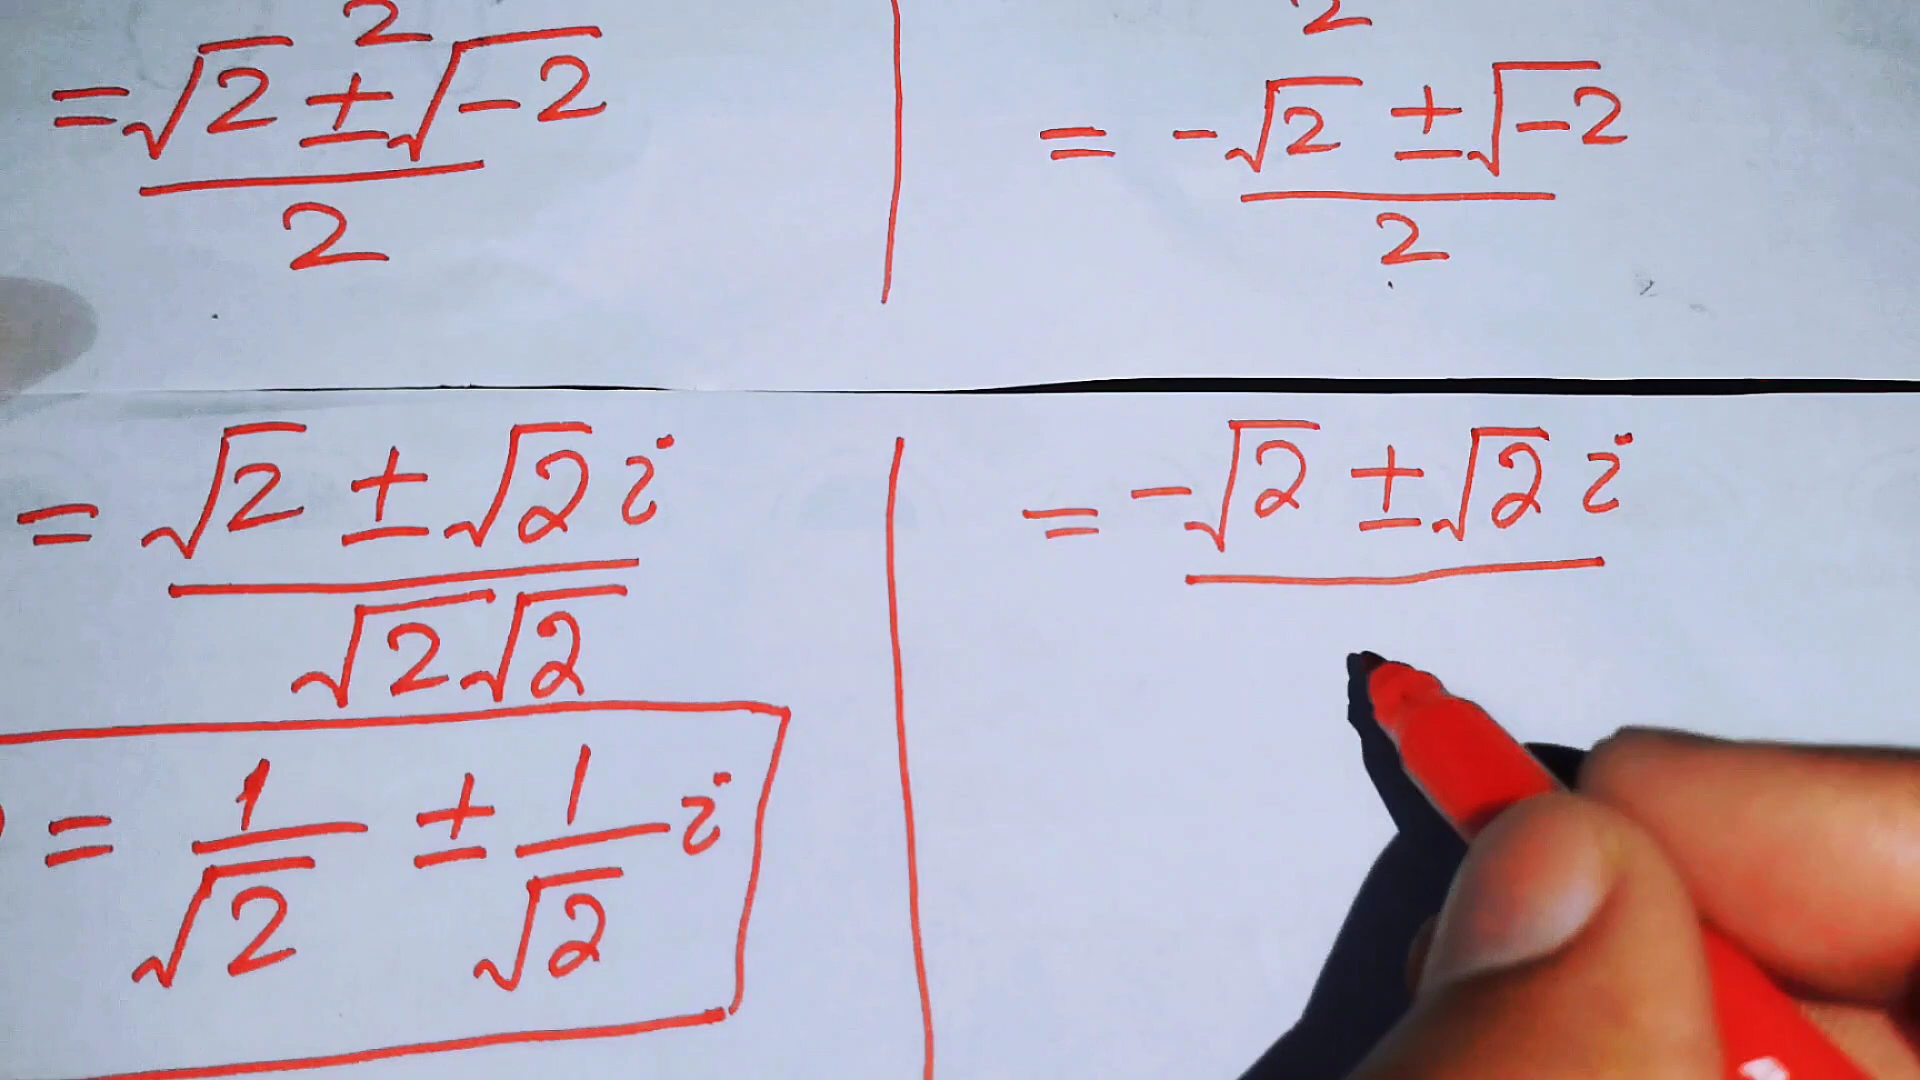 2
= √2 ± √-2
2
2
= -√2 ± √-2
2
= √2 ± √2 i
√2 √2
= 1/√2 ± 1/√2 i
= -√2 ± √2 i